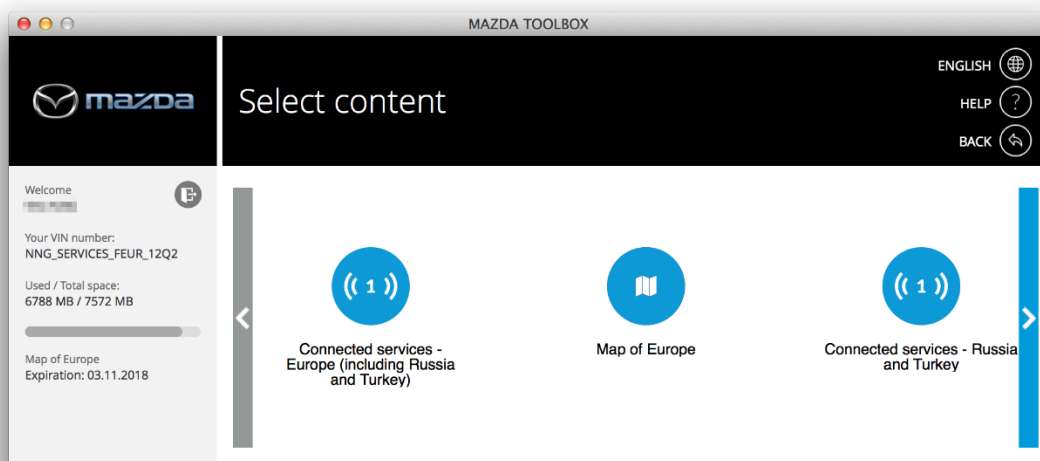 MAZDA TOOLBOX
mazda
Select content
ENGLISH
HELP
?
BACK
Welcome
Your VIN number:
NNG_SERVICES_FEUR_12Q2
Used / Total space:
6788 MB / 7572 MB
Map of Europe
Expiration: 03.11.2018
1
Connected services -
Europe (including Russia
and Turkey)
Map of Europe
1
Connected services - Russia
and Turkey